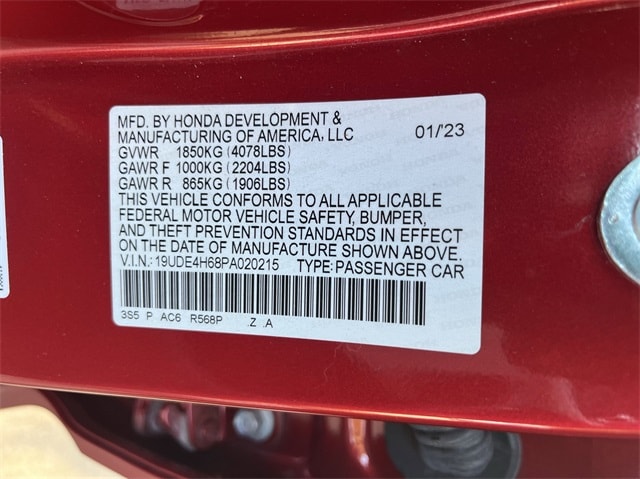 MFD. BY HONDA DEVELOPMENT &
MANUFACTURING OF AMERICA, LLC 01/'23
GVWR 1850KG (4078LBS)
GAWR F 1000KG (2204LBS)
GAWR R 865KG (1906LBS)
THIS VEHICLE CONFORMS TO ALL APPLICABLE
FEDERAL MOTOR VEHICLE SAFETY, BUMPER,
AND THEFT PREVENTION STANDARDS IN EFFECT
ON THE DATE OF MANUFACTURE SHOWN ABOVE.
V.I.N.: 19UDE4H68PA020215 TYPE: PASSENGER CAR
3S5 P AC6 R568P .Z .A